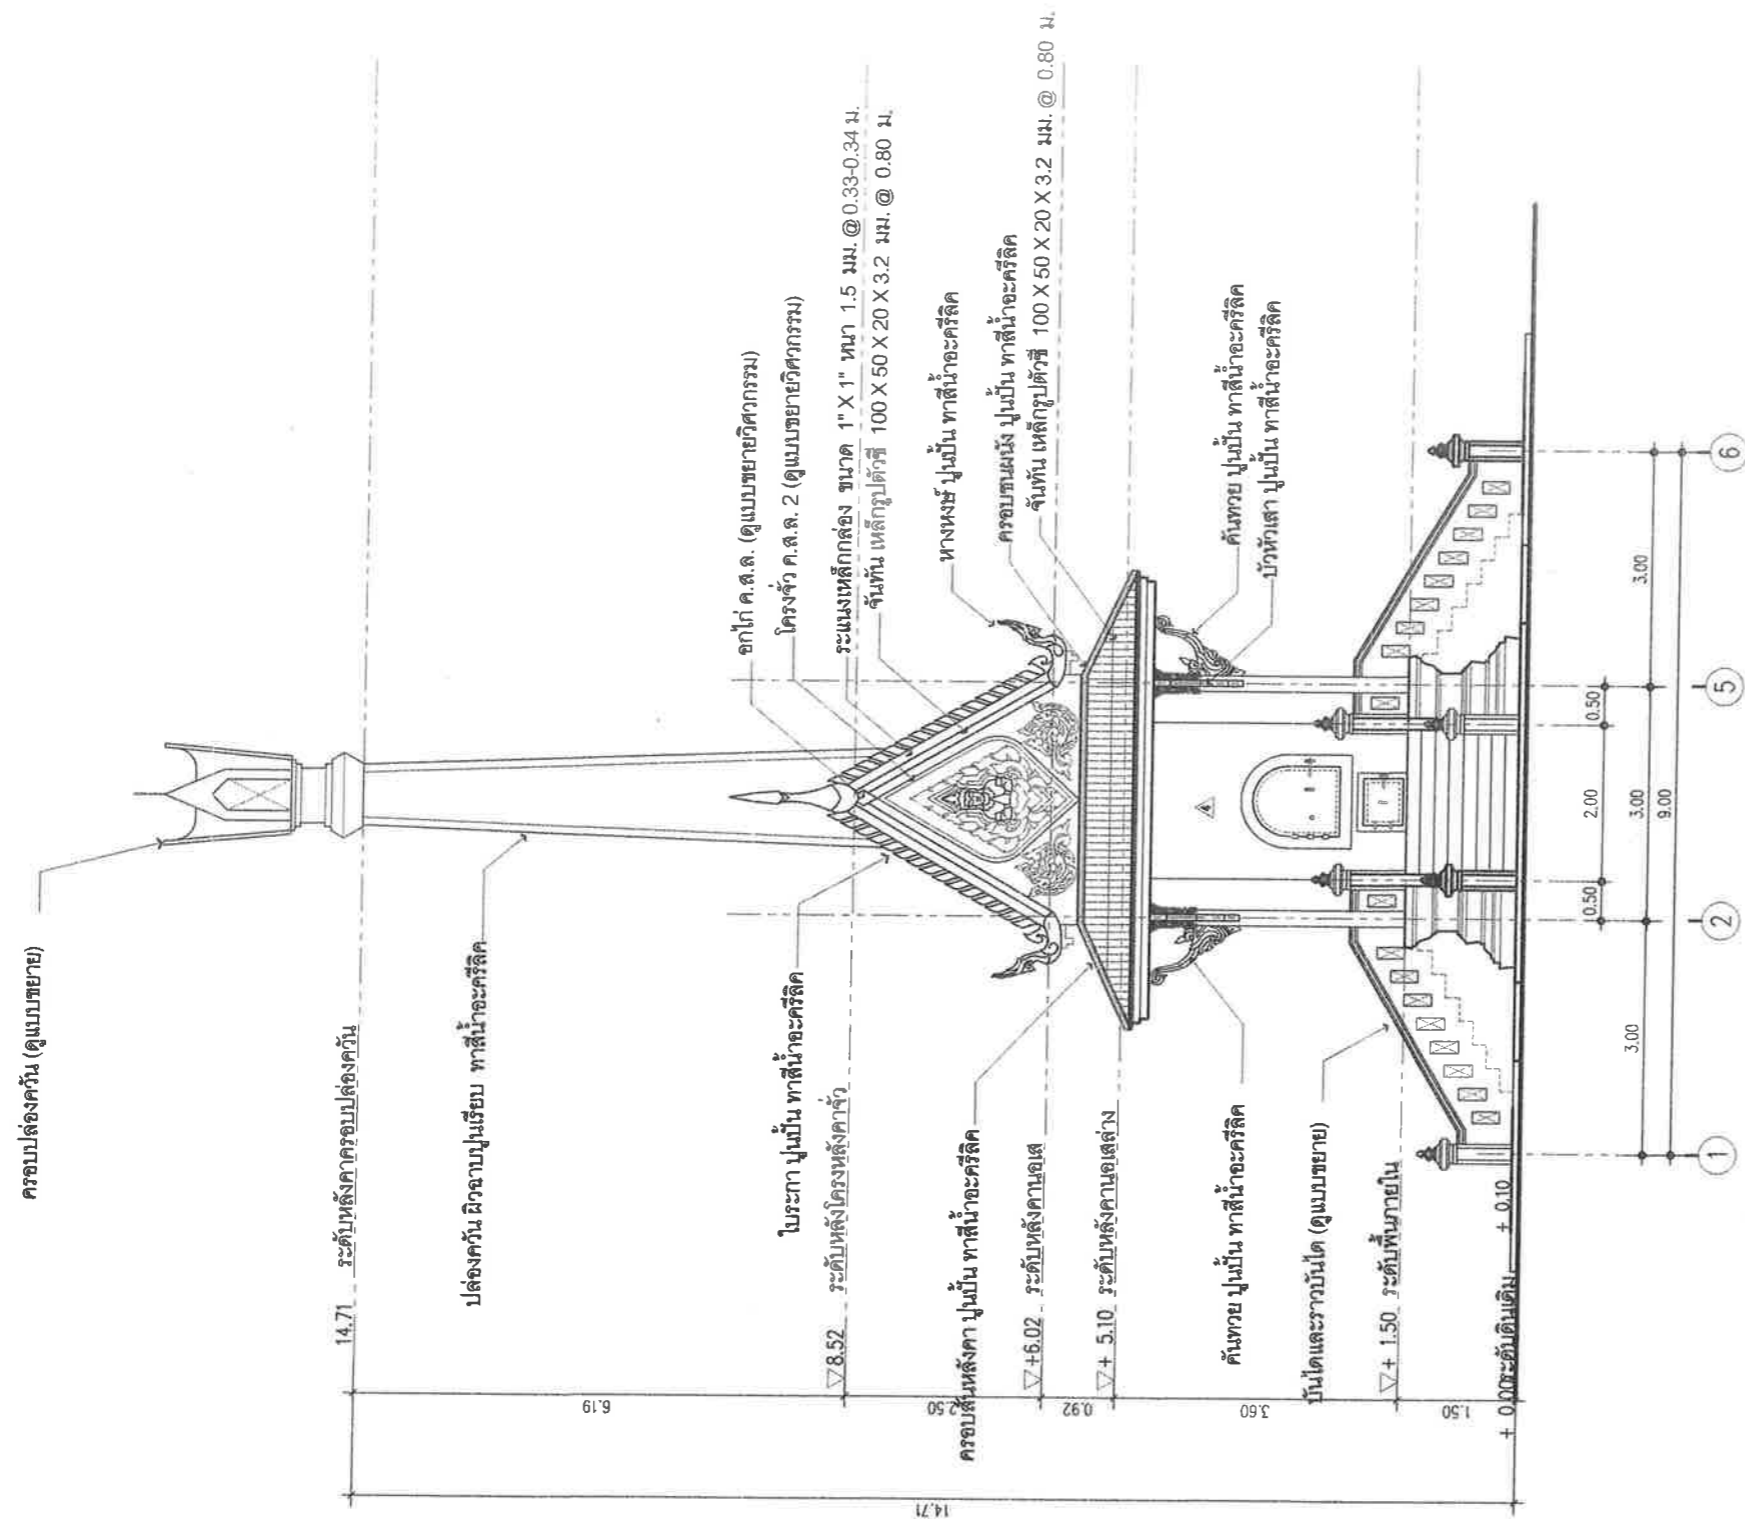 ครอบปล่องควัน (ดูแบบขยาย)
14.71 ระดับหลังคาครอบปล่องควัน
ปล่องควัน ผิวฉาบปูนเรียบ ทาสีน้ำอะครีลิค
อกไก่ ค.ส.ล. (ดูแบบขยายวิศวกรรม)
โครงจั่ว ค.ส.ล. 2 (ดูแบบขยายวิศวกรรม)
ระแนงเหล็กกล่อง ขนาด 1" X 1" หนา 1.5 มม. @ 0.33-0.34 ม.
จันทัน เหล็กรูปตัวซี 100 X 50 X 20 X 3.2 มม. @ 0.80 ม.
ใบระกา ปูนปั้น ทาสีน้ำอะครีลิค
8.52 ระดับหลังโครงหลังคาจั่ว
หางหงษ์ ปูนปั้น ทาสีน้ำอะครีลิค
ครอบชนผนัง ปูนปั้น ทาสีน้ำอะครีลิค
จันทัน เหล็กรูปตัวซี 100 X 50 X 20 X 3.2 มม. @ 0.80 ม.
ครอบสันหลังคา ปูนปั้น ทาสีน้ำอะครีลิค
+6.02 ระดับหลังคานอเส
+ 5.10 ระดับหลังคานอเสล่าง
คันทวย ปูนปั้น ทาสีน้ำอะครีลิค
บัวหัวเสา ปูนปั้น ทาสีน้ำอะครีลิค
คันทวย ปูนปั้น ทาสีน้ำอะครีลิค
4
บันไดและราวบันได (ดูแบบขยาย)
+ 1.50 ระดับพื้นภายใน
+ 0.10
+ 0.00 ระดับดินเดิม
6.19
2.50
0.92
3.60
1.50
14.71
0.50
2.00
0.50
3.00
3.00
3.00
9.00
1
2
5
6